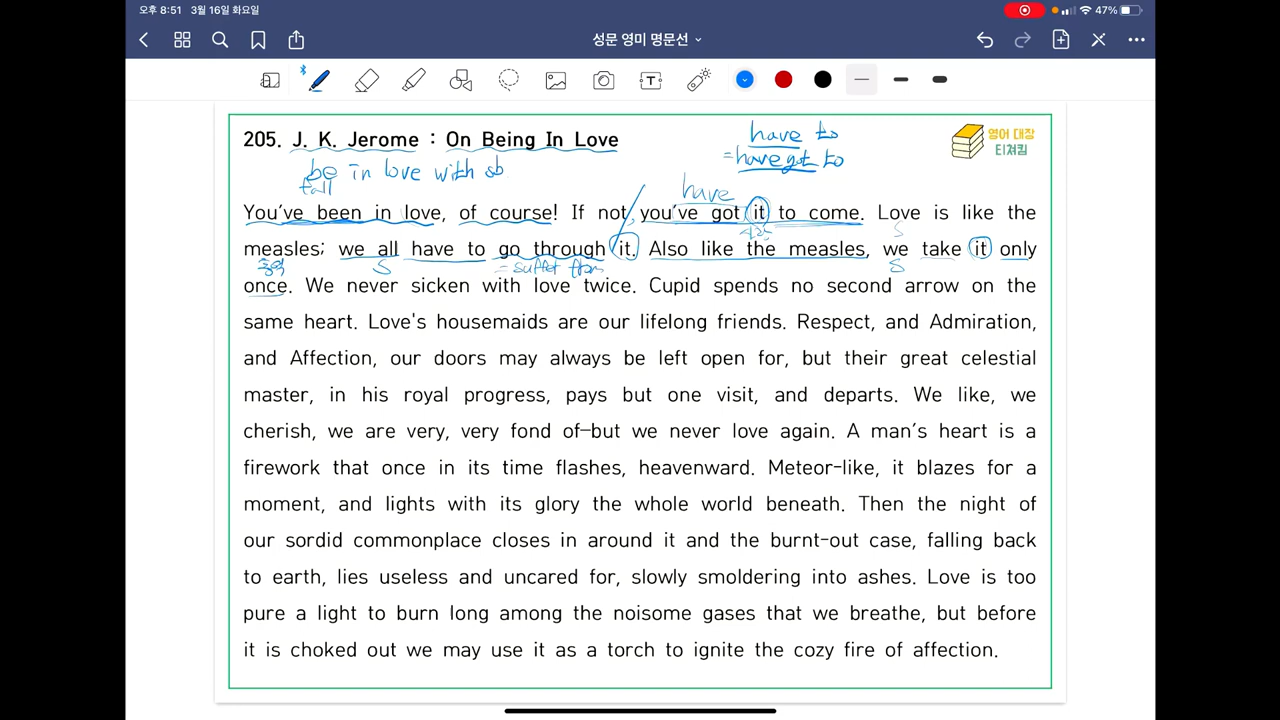 오후 8:51 3월 16일 화요일
47%
성문 영미 명문선
205. J. K. Jerome : On Being In Love
영어 대장
티쳐킴
have to
= have got to
be in love with sb
fall
have
You've been in love, of course! If not, you've got it to come. Love is like the
measles; we all have to go through it. Also like the measles, we take it only
홍역
S
= suffer from
S
S
once. We never sicken with love twice. Cupid spends no second arrow on the
same heart. Love's housemaids are our lifelong friends. Respect, and Admiration,
and Affection, our doors may always be left open for, but their great celestial
master, in his royal progress, pays but one visit, and departs. We like, we
cherish, we are very, very fond of—but we never love again. A man's heart is a
firework that once in its time flashes, heavenward. Meteor-like, it blazes for a
moment, and lights with its glory the whole world beneath. Then the night of
our sordid commonplace closes in around it and the burnt-out case, falling back
to earth, lies useless and uncared for, slowly smoldering into ashes. Love is too
pure a light to burn long among the noisome gases that we breathe, but before
it is choked out we may use it as a torch to ignite the cozy fire of affection.